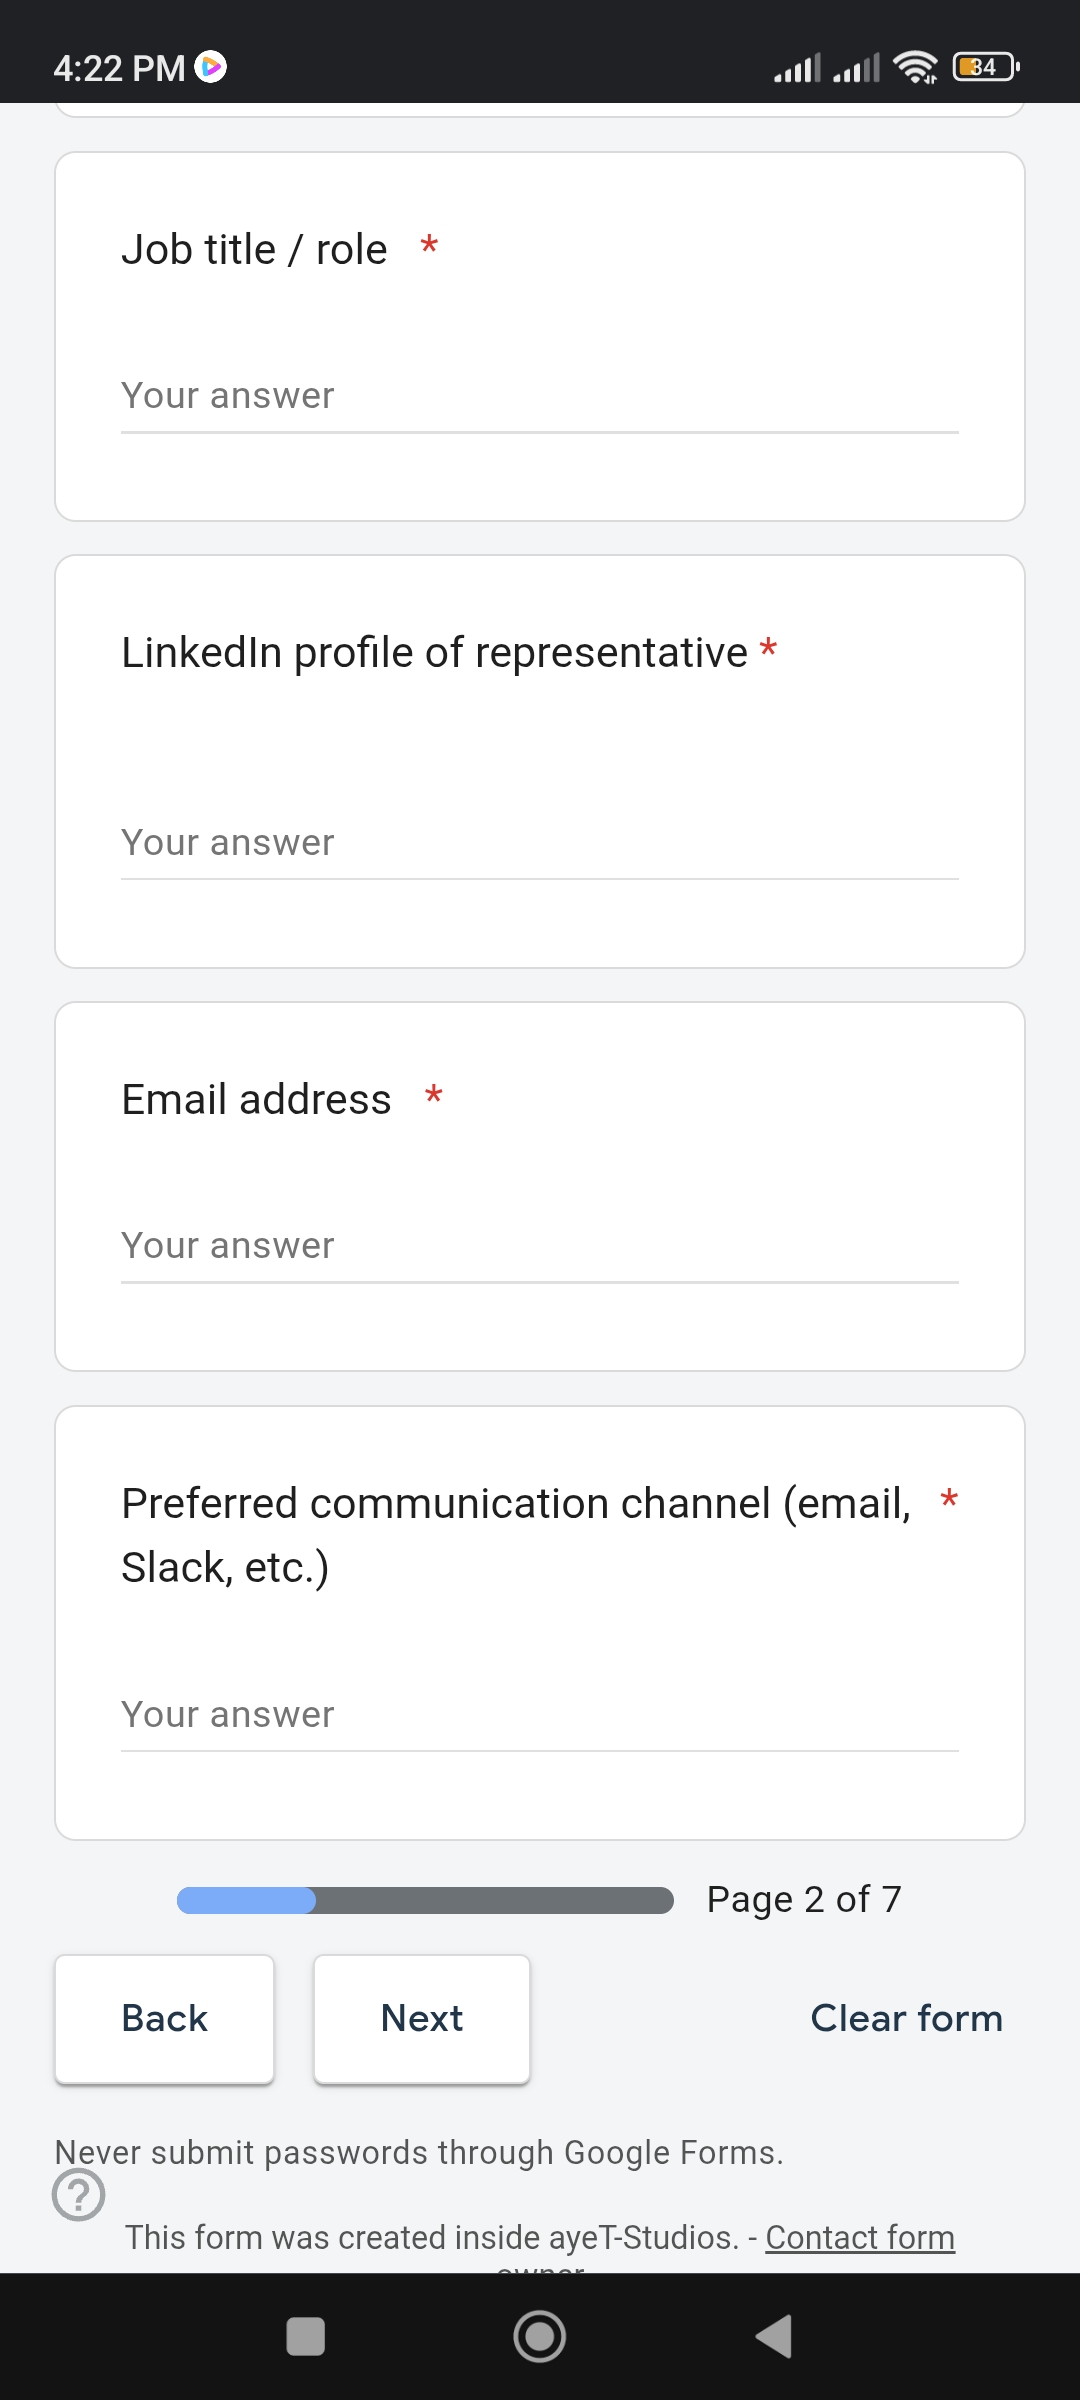 4:22 PM
34
Job title / role *
Your answer
LinkedIn profile of representative *
Your answer
Email address *
Your answer
Preferred communication channel (email, *
Slack, etc.)
Your answer
Page 2 of 7
Back
Next
Clear form
Never submit passwords through Google Forms.
?
This form was created inside ayeT-Studios. - Contact form
owner